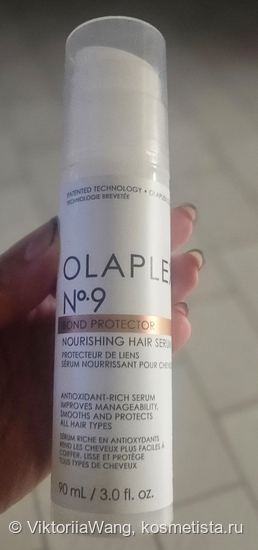 PATENTED TECHNOLOGY • OLAPLEX
TECHNOLOGIE BREVETÉE
OLAPLE
Nº.9
BOND PROTECTOR
NOURISHING HAIR SERUM
PROTECTEUR DE LIENS
SÉRUM NOURRISSANT POUR
ANTIOXIDANT-RICH SERUM
IMPROVES MANAGEABILITY,
SMOOTHS AND PROTECTS
ALL HAIR TYPES
SÉRUM RICHE EN ANTIOXYDANTS
REND LES CHEVEUX PLUS FACILES À
COIFFER, LISSE ET PROTÈGE
TOUS TYPES DE CHEVEUX
90 mL / 3.0 fl. oz.
© ViktoriiaWang, kosmetista.ru